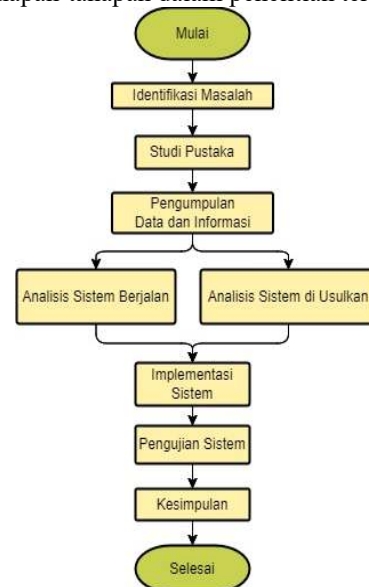 Mulai
Identifikasi Masalah
Studi Pustaka
Pengumpulan
Data dan Informasi
Analisis Sistem Berjalan
Analisis Sistem di Usulkan
Implementasi
Sistem
Pengujian Sistem
Kesimpulan
Selesai